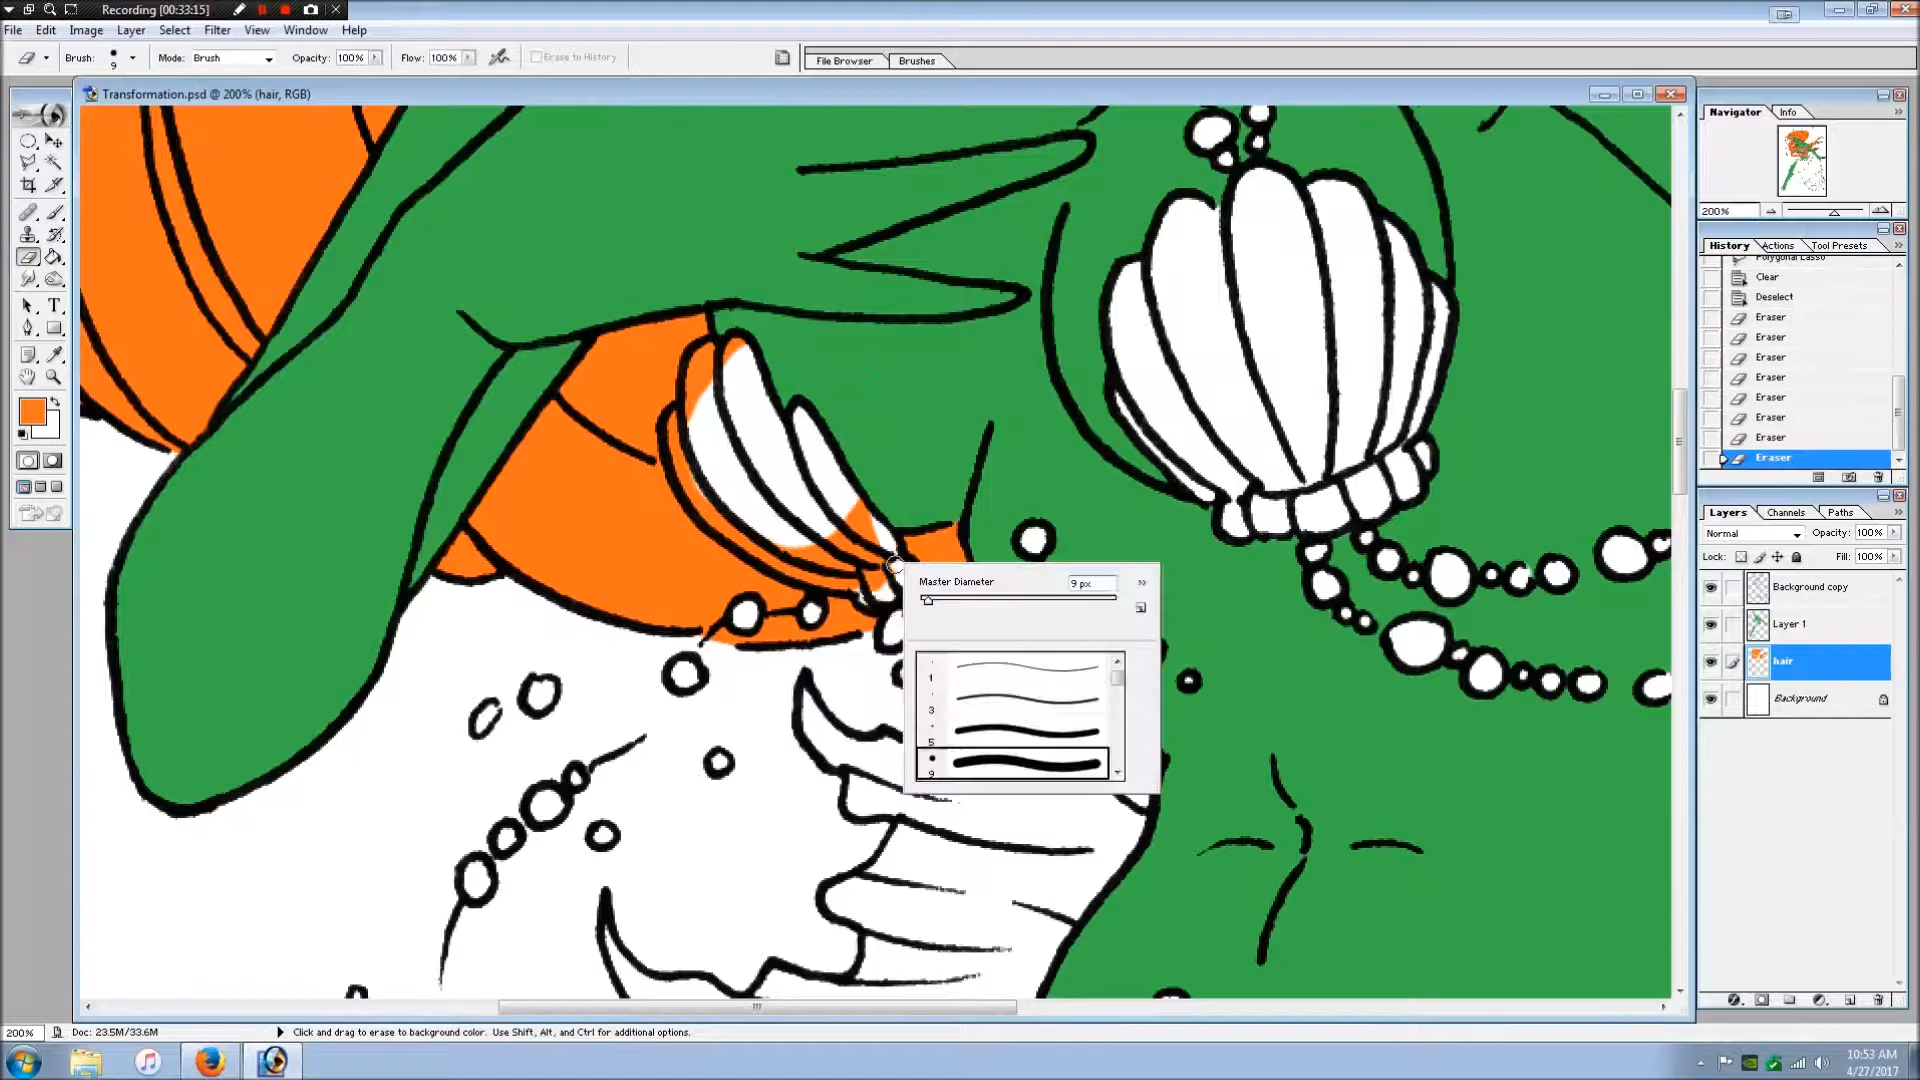 Recording [00:33:15]
File Edit Image Layer Select Filter View Window Help
Brush: 9 Mode: Brush Opacity: 100% Flow: 100% Erase to History File Browser Brushes
Transformation.psd @ 200% (hair, RGB)
Navigator Info
200%
History Actions Tool Presets
Polygonal Lasso
Clear
Deselect
Eraser
Eraser
Eraser
Eraser
Eraser
Eraser
Eraser
Eraser
Layers Channels Paths
Normal Opacity: 100%
Lock: Fill: 100%
Background copy
Layer 1
hair
Background
Master Diameter 9 px
1
3
5
9
200% Doc: 23.5M/33.6M Click and drag to erase to background color. Use Shift, Alt, and Ctrl for additional options.
10:53 AM
4/27/2017